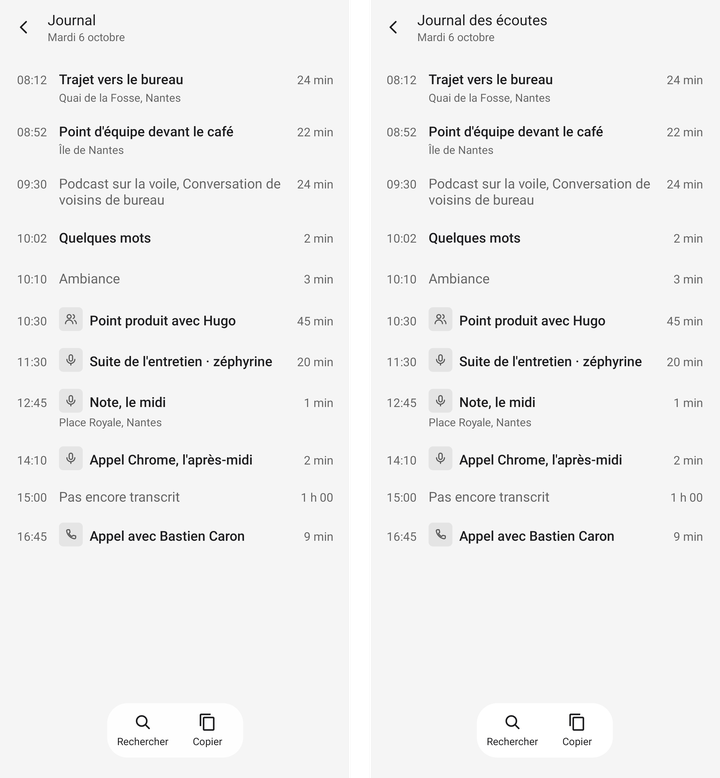 Journal
Mardi 6 octobre
08:12 Trajet vers le bureau 24 min
Quai de la Fosse, Nantes
08:52 Point d'équipe devant le café 22 min
Île de Nantes
09:30 Podcast sur la voile, Conversation de 24 min
voisins de bureau
10:02 Quelques mots 2 min
10:10 Ambiance 3 min
10:30 Point produit avec Hugo 45 min
11:30 Suite de l'entretien · zéphyrine 20 min
12:45 Note, le midi 1 min
Place Royale, Nantes
14:10 Appel Chrome, l'après-midi 2 min
15:00 Pas encore transcrit 1 h 00
16:45 Appel avec Bastien Caron 9 min
Rechercher Copier
Journal des écoutes
Mardi 6 octobre
08:12 Trajet vers le bureau 24 min
Quai de la Fosse, Nantes
08:52 Point d'équipe devant le café 22 min
Île de Nantes
09:30 Podcast sur la voile, Conversation de 24 min
voisins de bureau
10:02 Quelques mots 2 min
10:10 Ambiance 3 min
10:30 Point produit avec Hugo 45 min
11:30 Suite de l'entretien · zéphyrine 20 min
12:45 Note, le midi 1 min
Place Royale, Nantes
14:10 Appel Chrome, l'après-midi 2 min
15:00 Pas encore transcrit 1 h 00
16:45 Appel avec Bastien Caron 9 min
Rechercher Copier